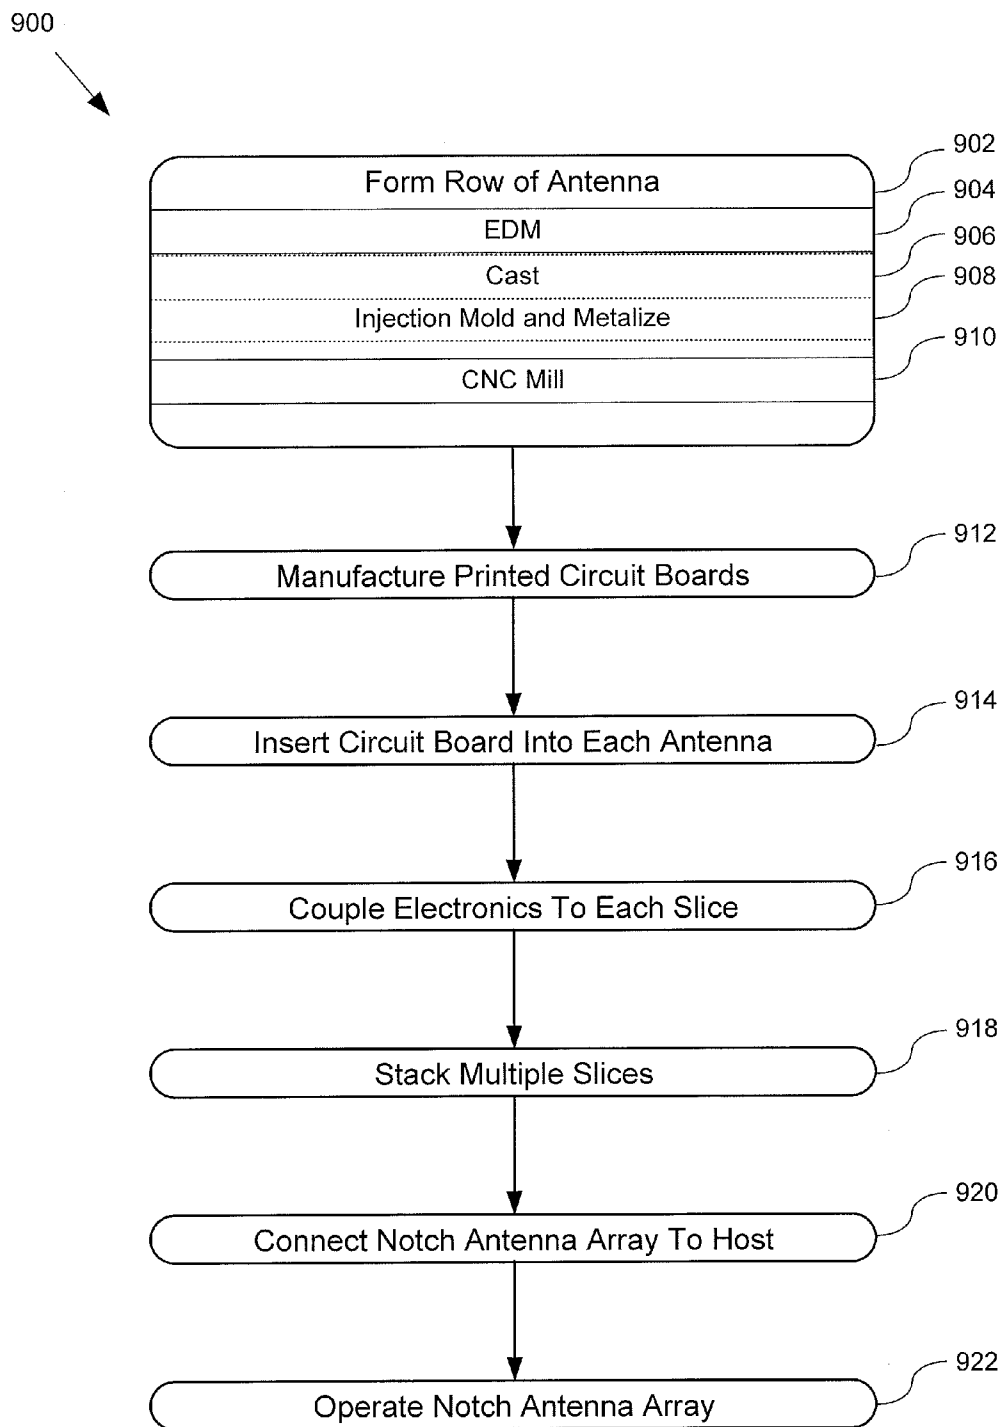 900
902
Form Row of Antenna
904
EDM
906
Cast
908
Injection Mold and Metalize
910
CNC Mill
912
Manufacture Printed Circuit Boards
914
Insert Circuit Board Into Each Antenna
916
Couple Electronics To Each Slice
918
Stack Multiple Slices
920
Connect Notch Antenna Array To Host
922
Operate Notch Antenna Array